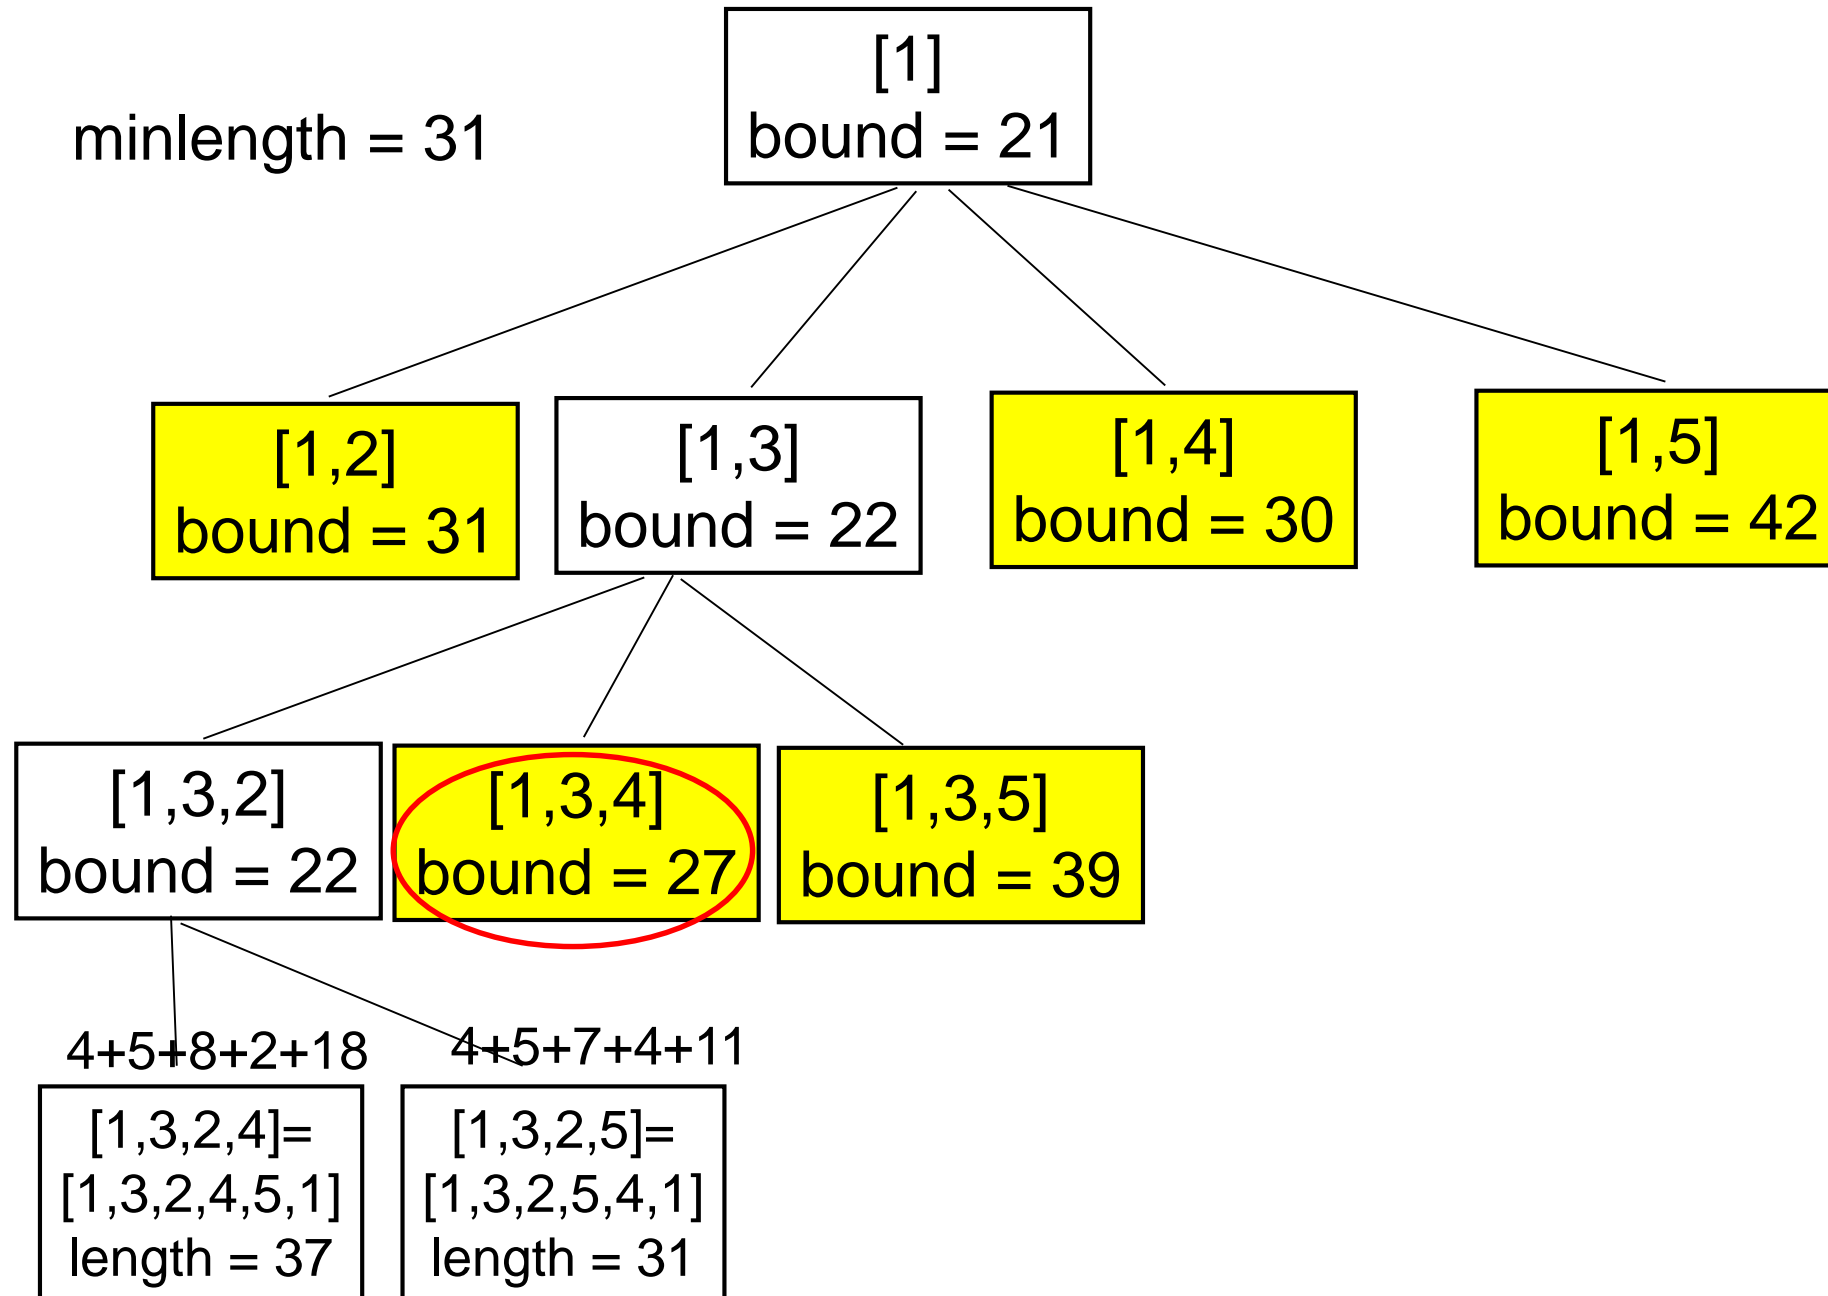 [1]
bound = 21
minlength = 31
[1,2]
bound = 31
[1,3]
bound = 22
[1,4]
bound = 30
[1,5]
bound = 42
[1,3,2]
bound = 22
[1,3,4]
bound = 27
[1,3,5]
bound = 39
4+5+8+2+18
[1,3,2,4]=
[1,3,2,4,5,1]
length = 37
4+5+7+4+11
[1,3,2,5]=
[1,3,2,5,4,1]
length = 31